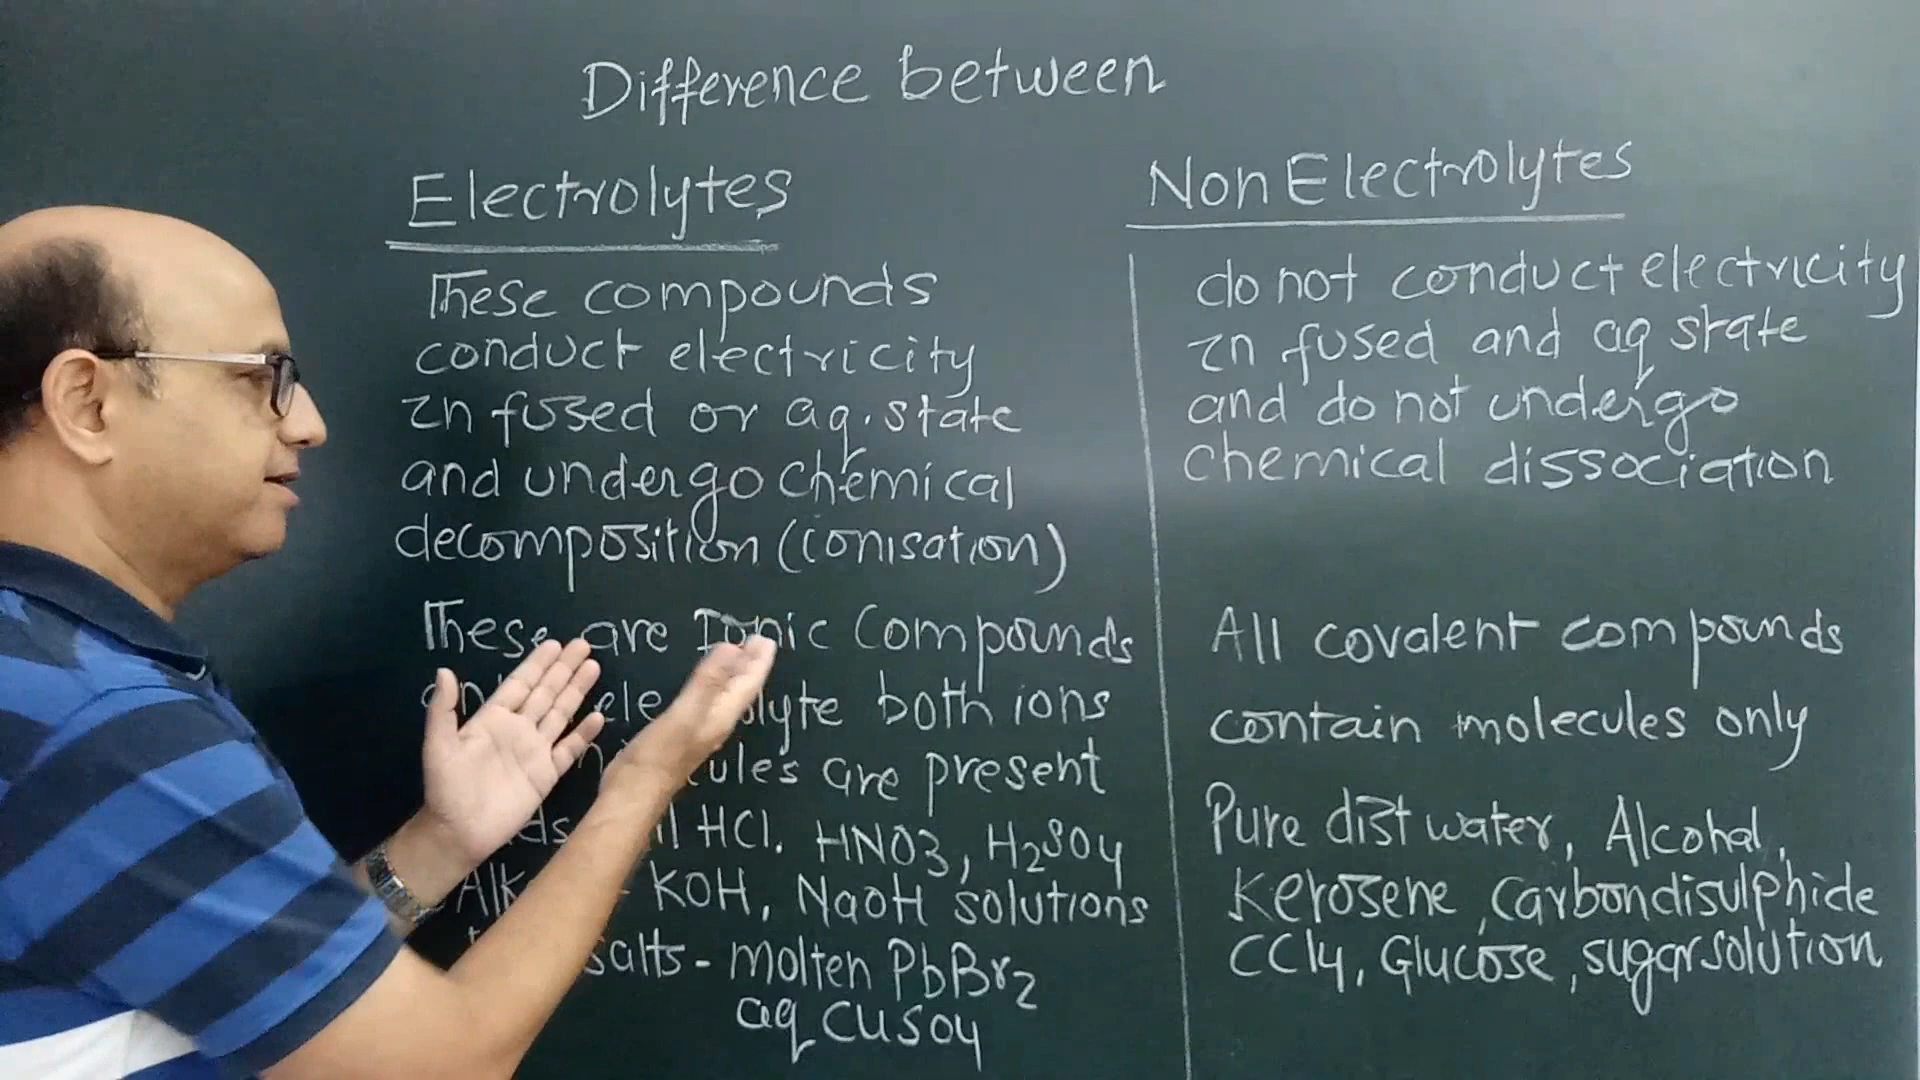 Difference between
Electrolytes
These compounds
conduct electricity
In fused or aq. state
and undergo chemical
decomposition (ionisation)
These are Ionic Compounds
both ions
are present
HCl, HNO3, H2SO4
KOH, NaOH solutions
salts - molten PbBr2
aq CuSO4
Non Electrolytes
do not conduct electricity
In fused and aq state
and do not undergo
chemical dissociation
All covalent compounds
contain molecules only
Pure dist water, Alcohol,
Kerosene, Carbondisulphide
CCl4, Glucose, sugar solution